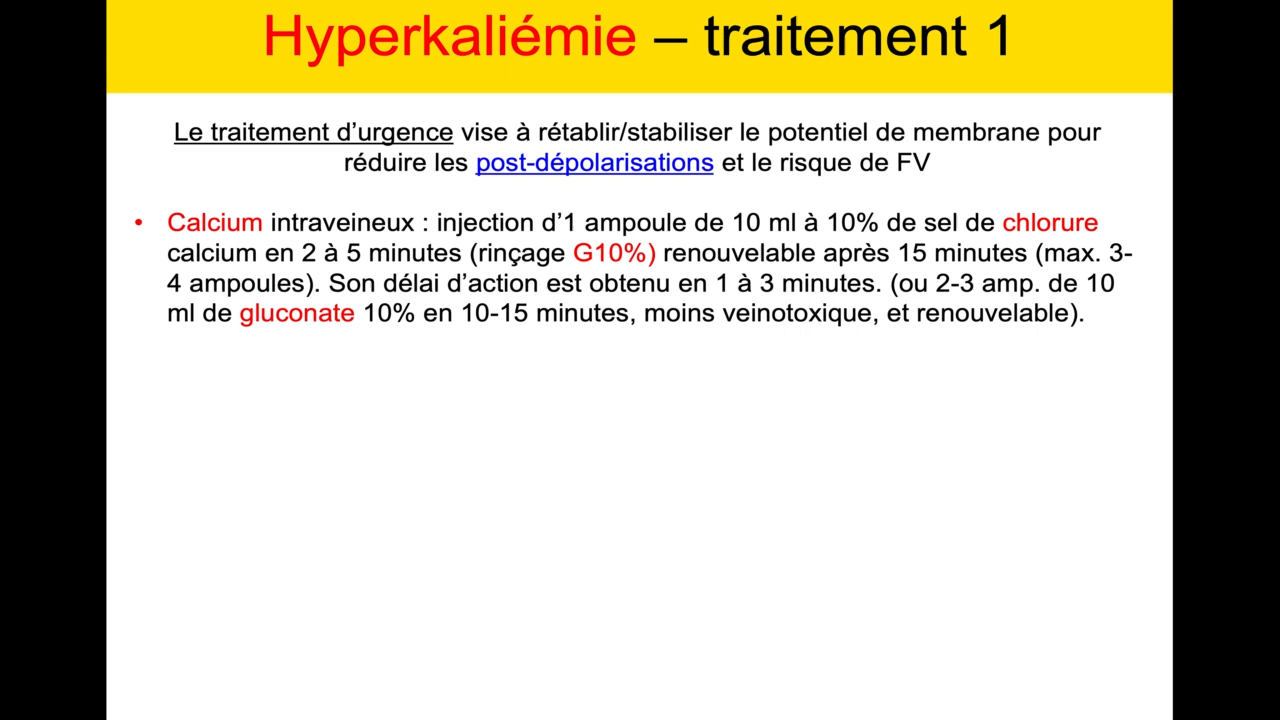 Hyperkaliémie – traitement 1
Le traitement d’urgence vise à rétablir/stabiliser le potentiel de membrane pour
réduire les post-dépolarisations et le risque de FV
• Calcium intraveineux : injection d’1 ampoule de 10 ml à 10% de sel de chlorure
calcium en 2 à 5 minutes (rinçage G10%) renouvelable après 15 minutes (max. 3-
4 ampoules). Son délai d’action est obtenu en 1 à 3 minutes. (ou 2-3 amp. de 10
ml de gluconate 10% en 10-15 minutes, moins veinotoxique, et renouvelable).